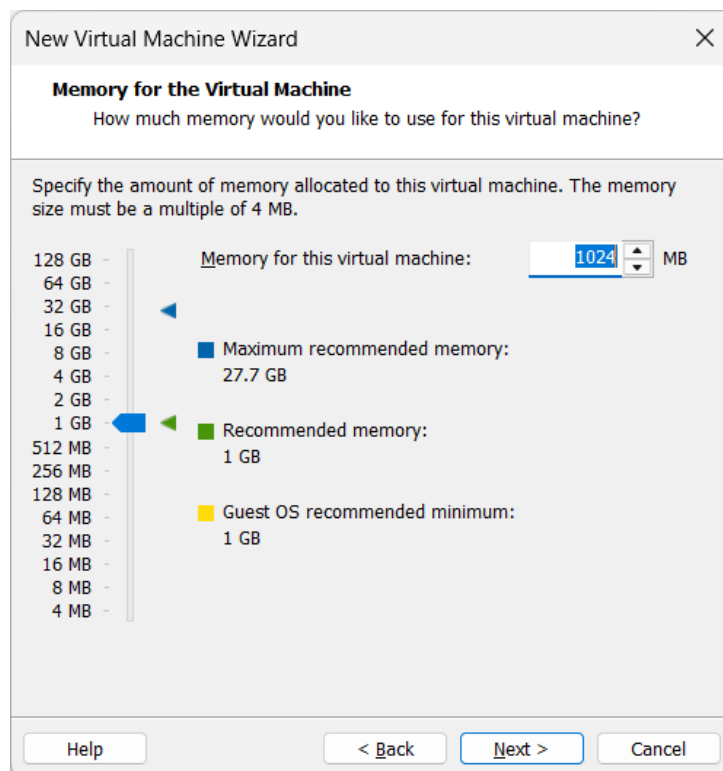 New Virtual Machine Wizard
Memory for the Virtual Machine
How much memory would you like to use for this virtual machine?
Specify the amount of memory allocated to this virtual machine. The memory
size must be a multiple of 4 MB.
Memory for this virtual machine: 1024 MB
128 GB
64 GB
32 GB
16 GB
8 GB
4 GB
2 GB
1 GB
512 MB
256 MB
128 MB
64 MB
32 MB
16 MB
8 MB
4 MB
Maximum recommended memory:
27.7 GB
Recommended memory:
1 GB
Guest OS recommended minimum:
1 GB
Help
< Back
Next >
Cancel